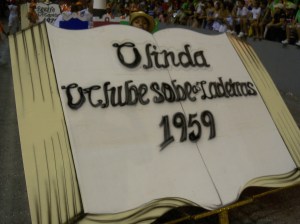 Olinda
O Clube sobe as Ladeiras
1959